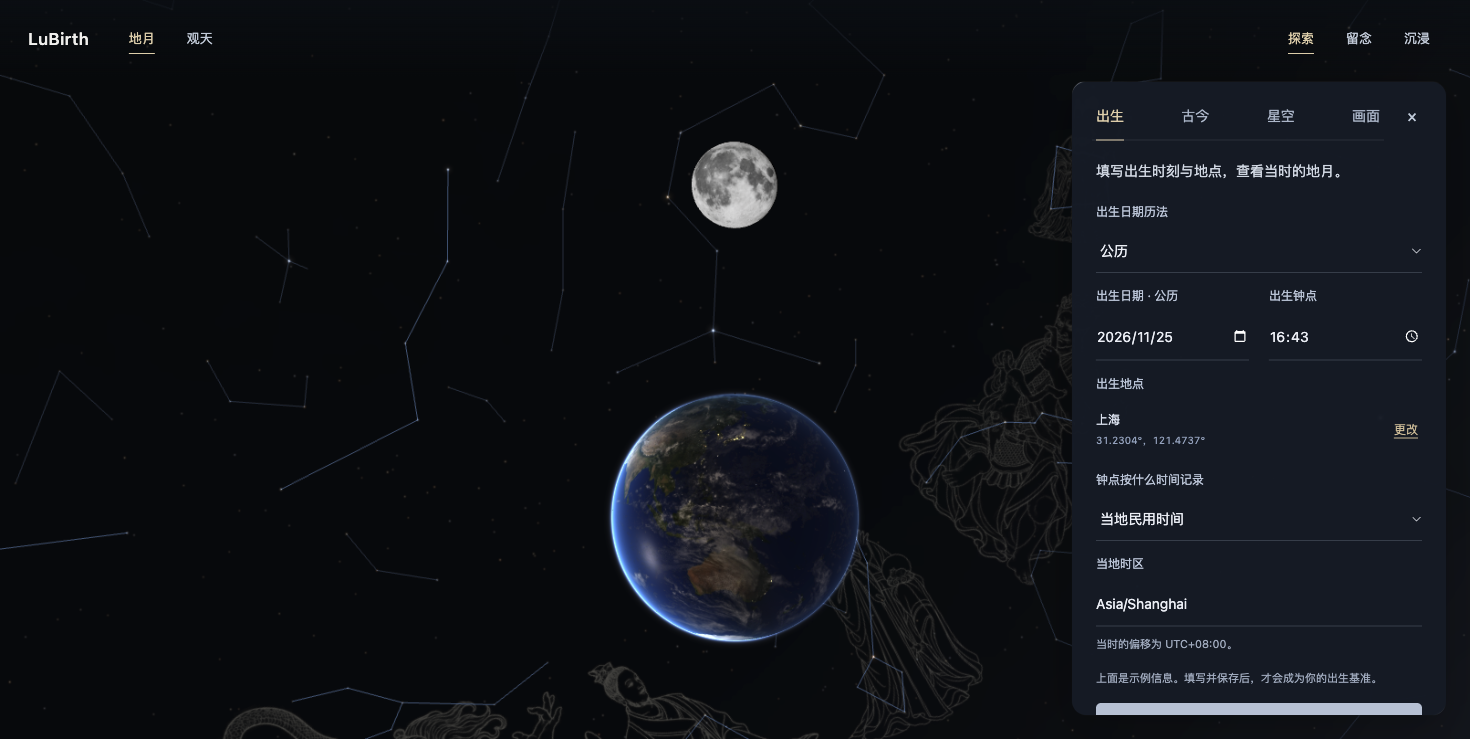 LuBirth 地月 观天 探索 留念 沉浸
出生 古今 星空 画面 ×
填写出生时刻与地点，查看当时的地月。
出生日期历法
公历
出生日期 · 公历 出生钟点
2026/11/25 16:43
出生地点
上海
31.2304°，121.4737°
更改
钟点按什么时间记录
当地民用时间
当地时区
Asia/Shanghai
当时的偏移为 UTC+08:00。
上面是示例信息。填写并保存后，才会成为你的出生基准。